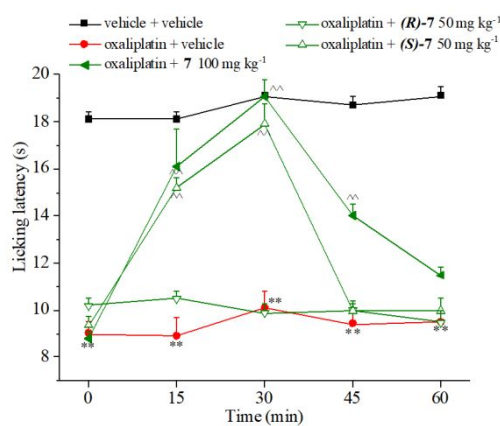 vehicle + vehicle
oxaliplatin + vehicle
oxaliplatin + 7 100 mg kg⁻¹
oxaliplatin + (R)-7 50 mg kg⁻¹
oxaliplatin + (S)-7 50 mg kg⁻¹
Licking latency (s)
20
18
16
14
12
10
8
^^
^^
^^
^^
^^
**
**
**
**
**
0 15 30 45 60
Time (min)